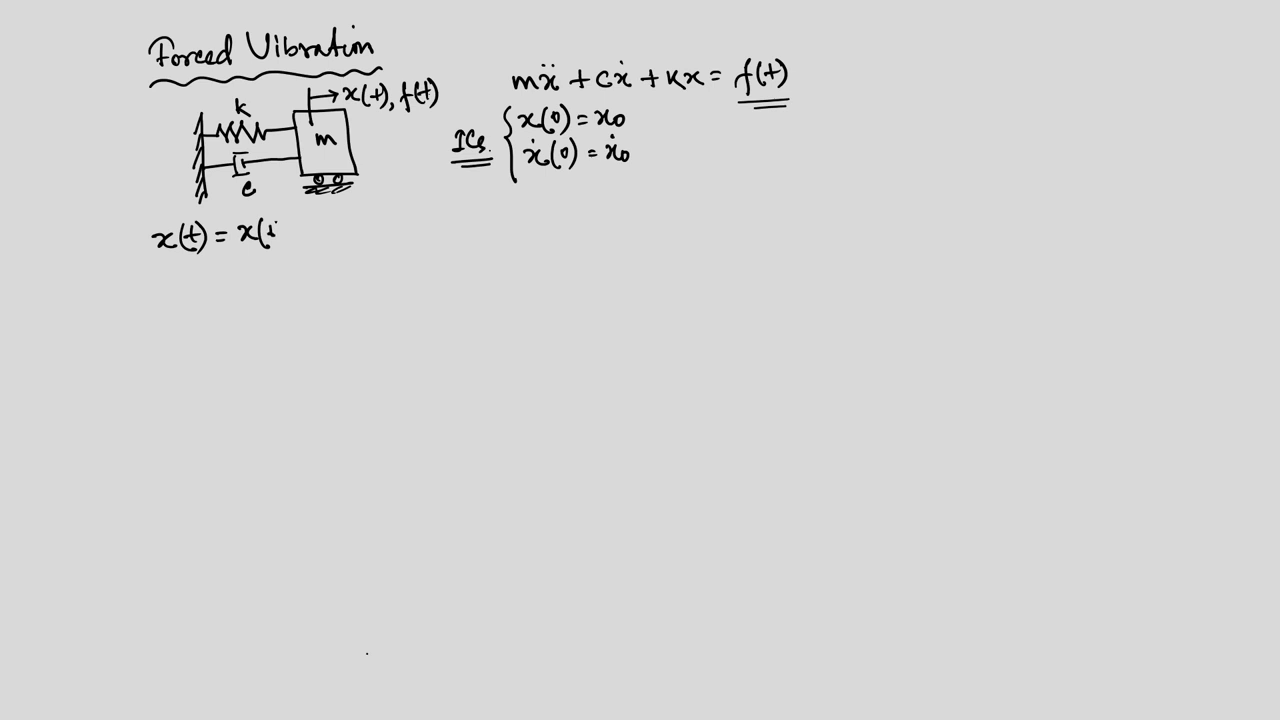 Forced Vibration
mẍ + cẋ + kx = f(t)
x(t), f(t)
k
m
ICs. x(0) = x₀
ẋ(0) = ẋ₀
c
x(t) = x(t